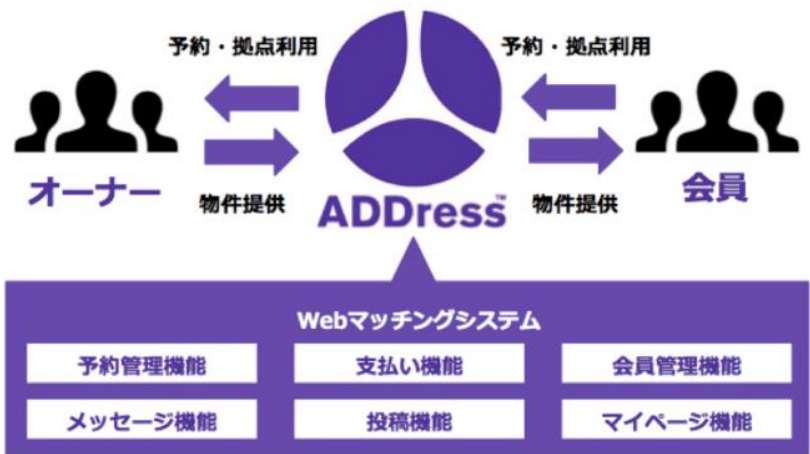 予約・拠点利用
予約・拠点利用
オーナー
物件提供
ADDress™
物件提供
会員
Webマッチングシステム
予約管理機能
支払い機能
会員管理機能
メッセージ機能
投稿機能
マイページ機能